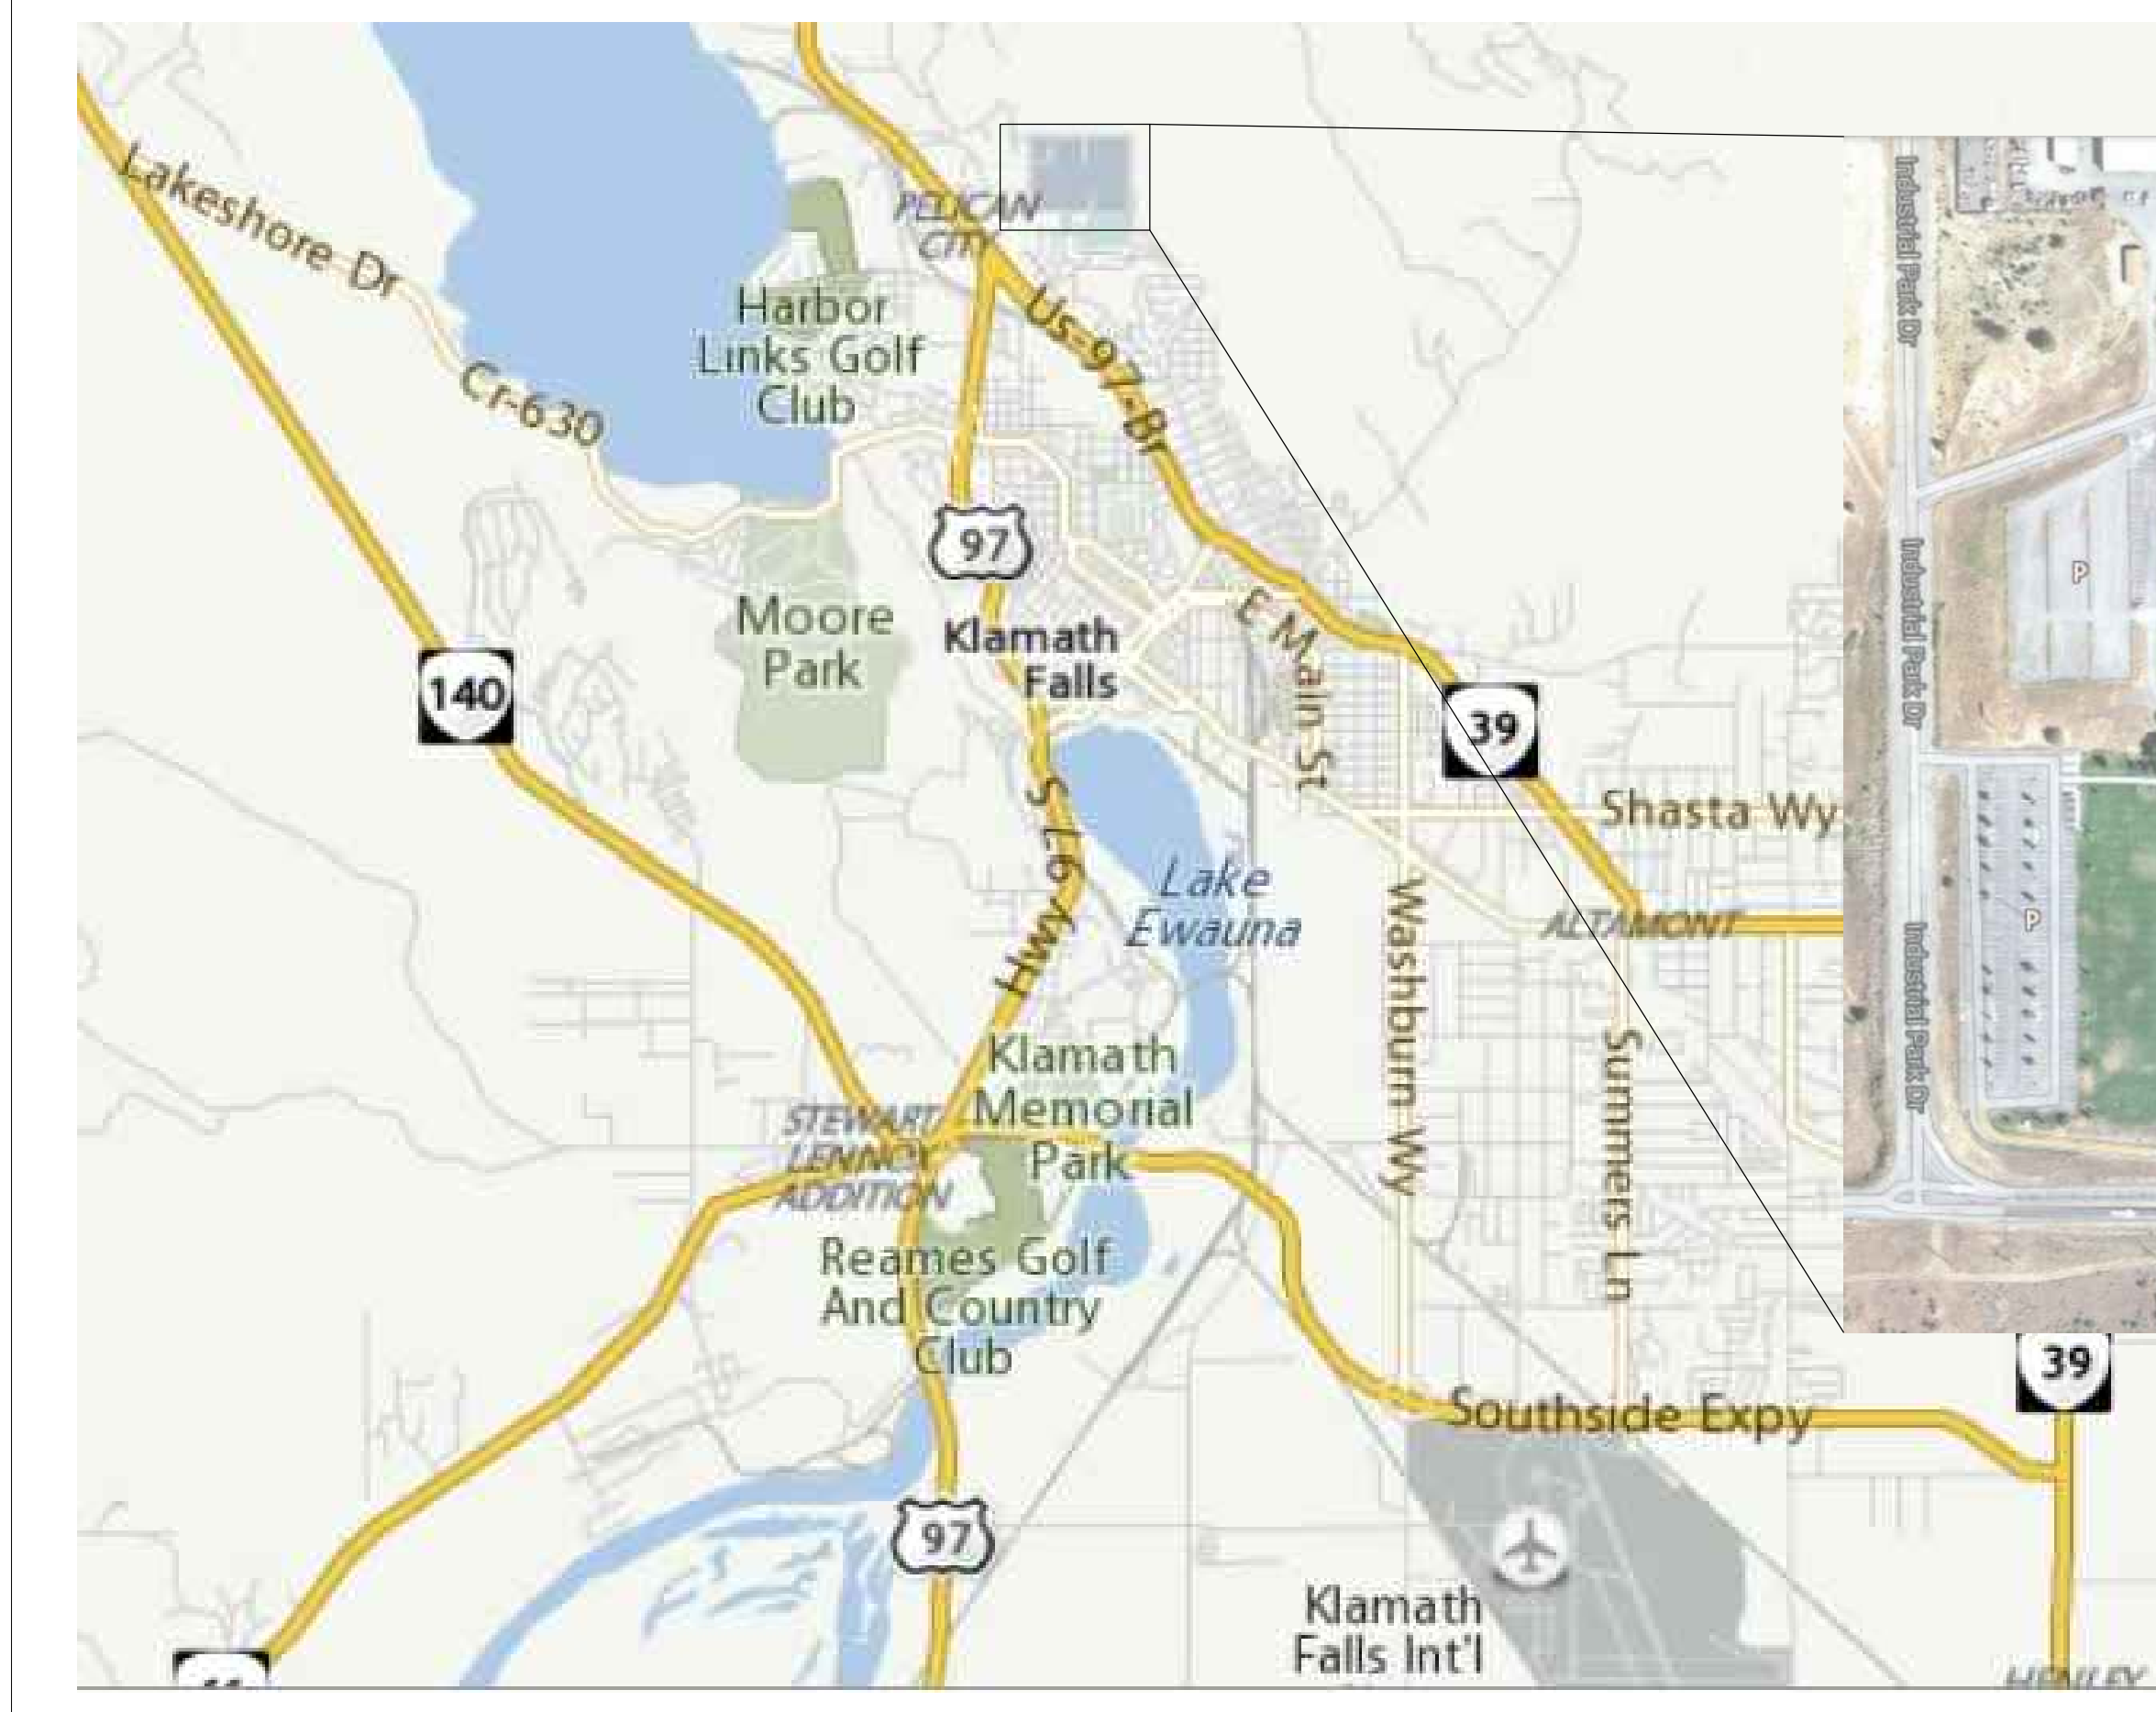 Lakeshore Dr
PELICAN
CITY
Industrial Park Dr
Harbor
Links Golf
Club
Us-97-Br
Cr-630
97
P
Industrial Park Dr
Moore
Park
Klamath
Falls
E Main St
140
39
Shasta Wy
S L6
Hwy
Lake
Ewauna
ALTAMONT
P
Washburn Wy
Industrial Park Dr
Klamath
Memorial
Park
Summers Ln
STEWART
LENNOX
ADDITION
Reames Golf
And Country
Club
39
Southside Expy
97
Klamath
Falls Int'l
HENLEY